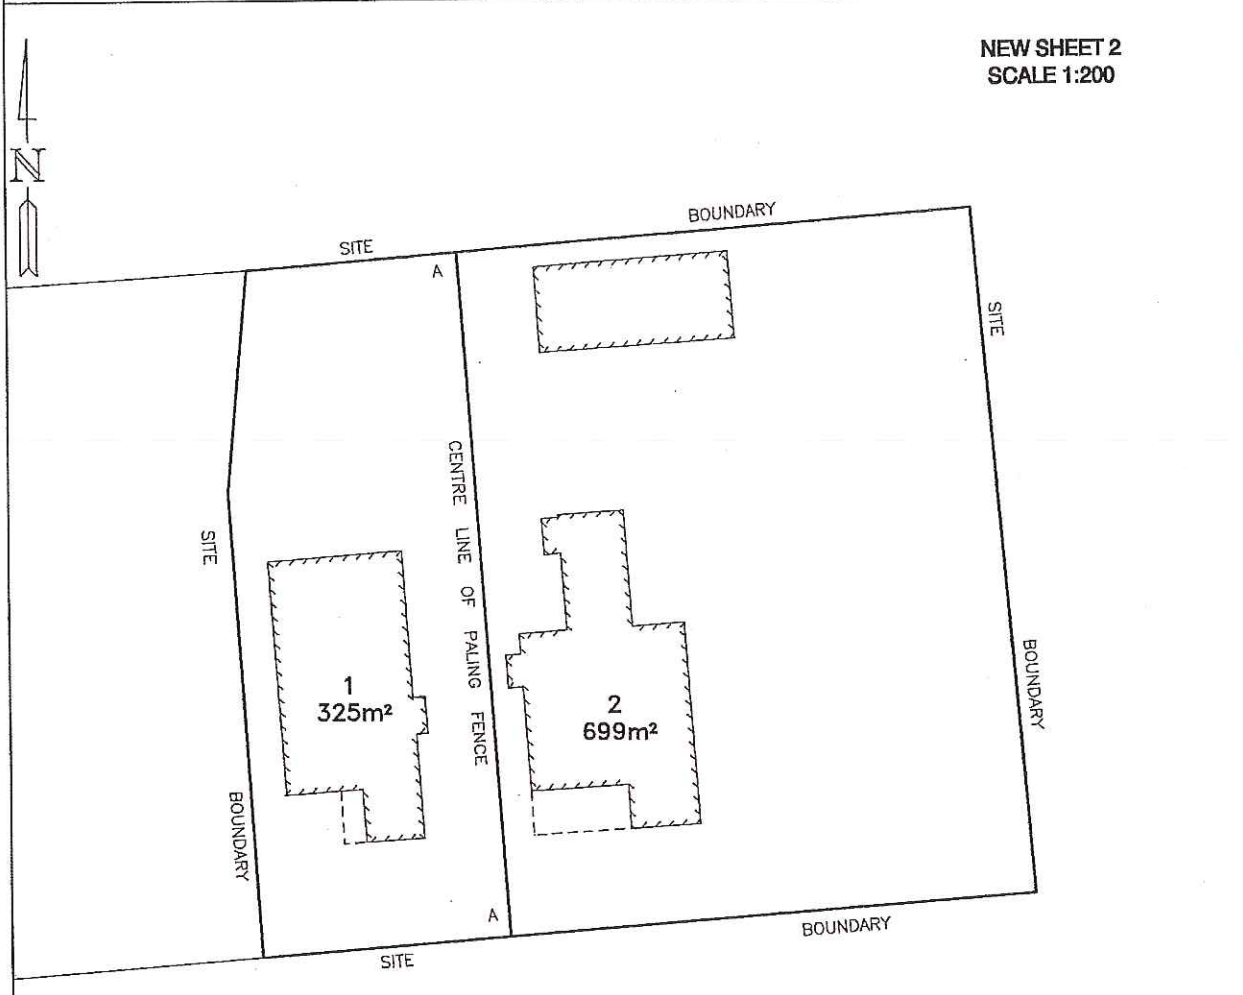 NEW SHEET 2
SCALE 1:200
N
BOUNDARY
SITE
A
SITE
CENTRE LINE OF PALING FENCE
SITE
1
325m²
2
699m²
BOUNDARY
BOUNDARY
A
BOUNDARY
SITE